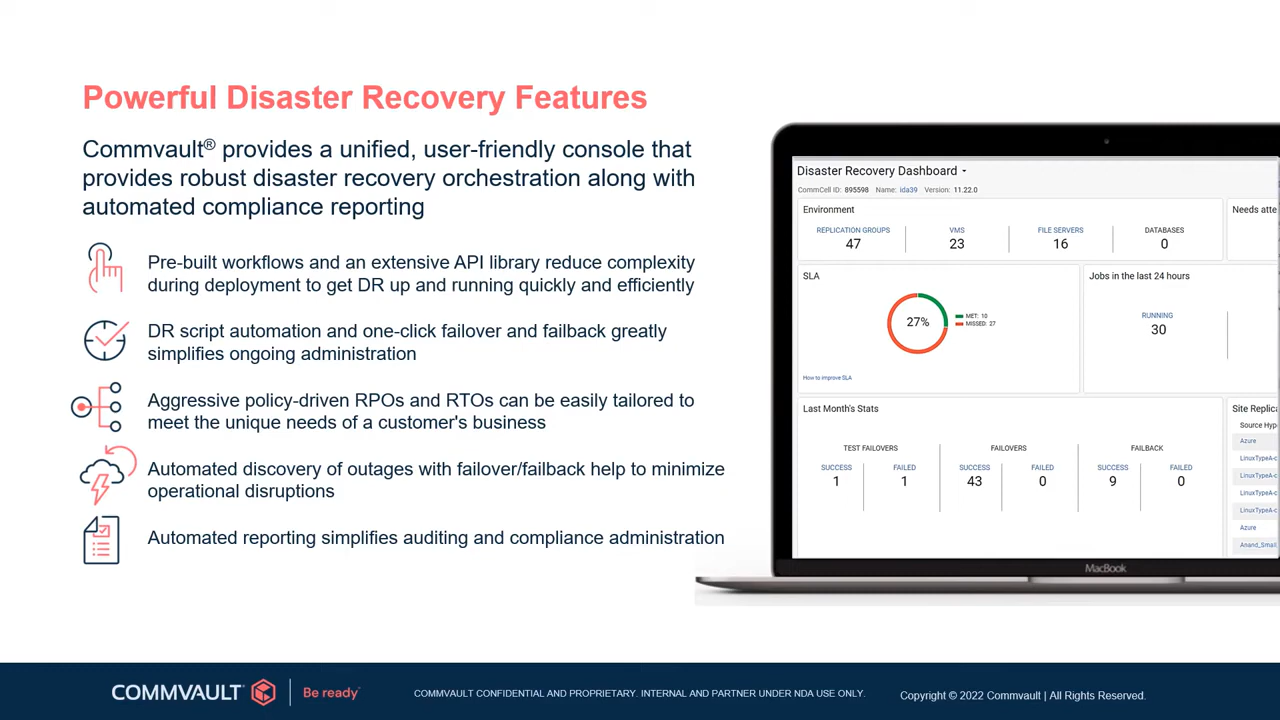 Powerful Disaster Recovery Features
Commvault® provides a unified, user-friendly console that
provides robust disaster recovery orchestration along with
automated compliance reporting
Pre-built workflows and an extensive API library reduce complexity
during deployment to get DR up and running quickly and efficiently
DR script automation and one-click failover and failback greatly
simplifies ongoing administration
Aggressive policy-driven RPOs and RTOs can be easily tailored to
meet the unique needs of a customer's business
Automated discovery of outages with failover/failback help to minimize
operational disruptions
Automated reporting simplifies auditing and compliance administration
Disaster Recovery Dashboard
CommCell ID: 895598 Name: ida39 Version: 11.22.0
Environment
REPLICATION GROUPS VMS FILE SERVERS DATABASES
47 23 16 0
Needs atte
SLA
27%
MET: 10
MISSED: 27
How to improve SLA
Jobs in the last 24 hours
RUNNING
30
Last Month's Stats
TEST FAILOVERS FAILOVERS FAILBACK
SUCCESS FAILED SUCCESS FAILED SUCCESS FAILED
1 1 43 0 9 0
Site Replica
Source Hyp
Azure
LinuxTypeA-c
LinuxTypeA-c
LinuxTypeA-c
LinuxTypeA-c
Azure
Anand_Small
MacBook
COMMVAULT Be ready
COMMVAULT CONFIDENTIAL AND PROPRIETARY. INTERNAL AND PARTNER UNDER NDA USE ONLY.
Copyright © 2022 Commvault | All Rights Reserved.